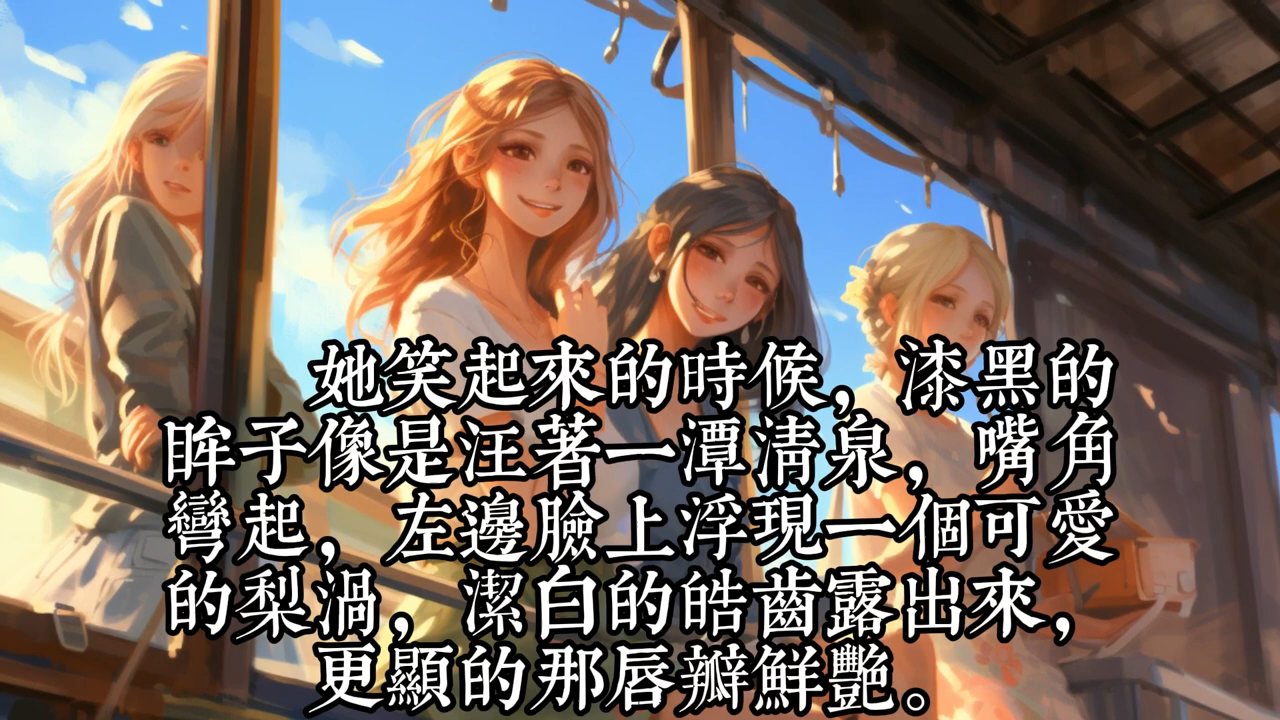 她笑起來的時候，漆黑的
眸子像是汪著一潭清泉，嘴角
彎起，左邊臉上浮現一個可愛
的梨渦，潔白的皓齒露出來，
更顯的那唇瓣鮮艷。